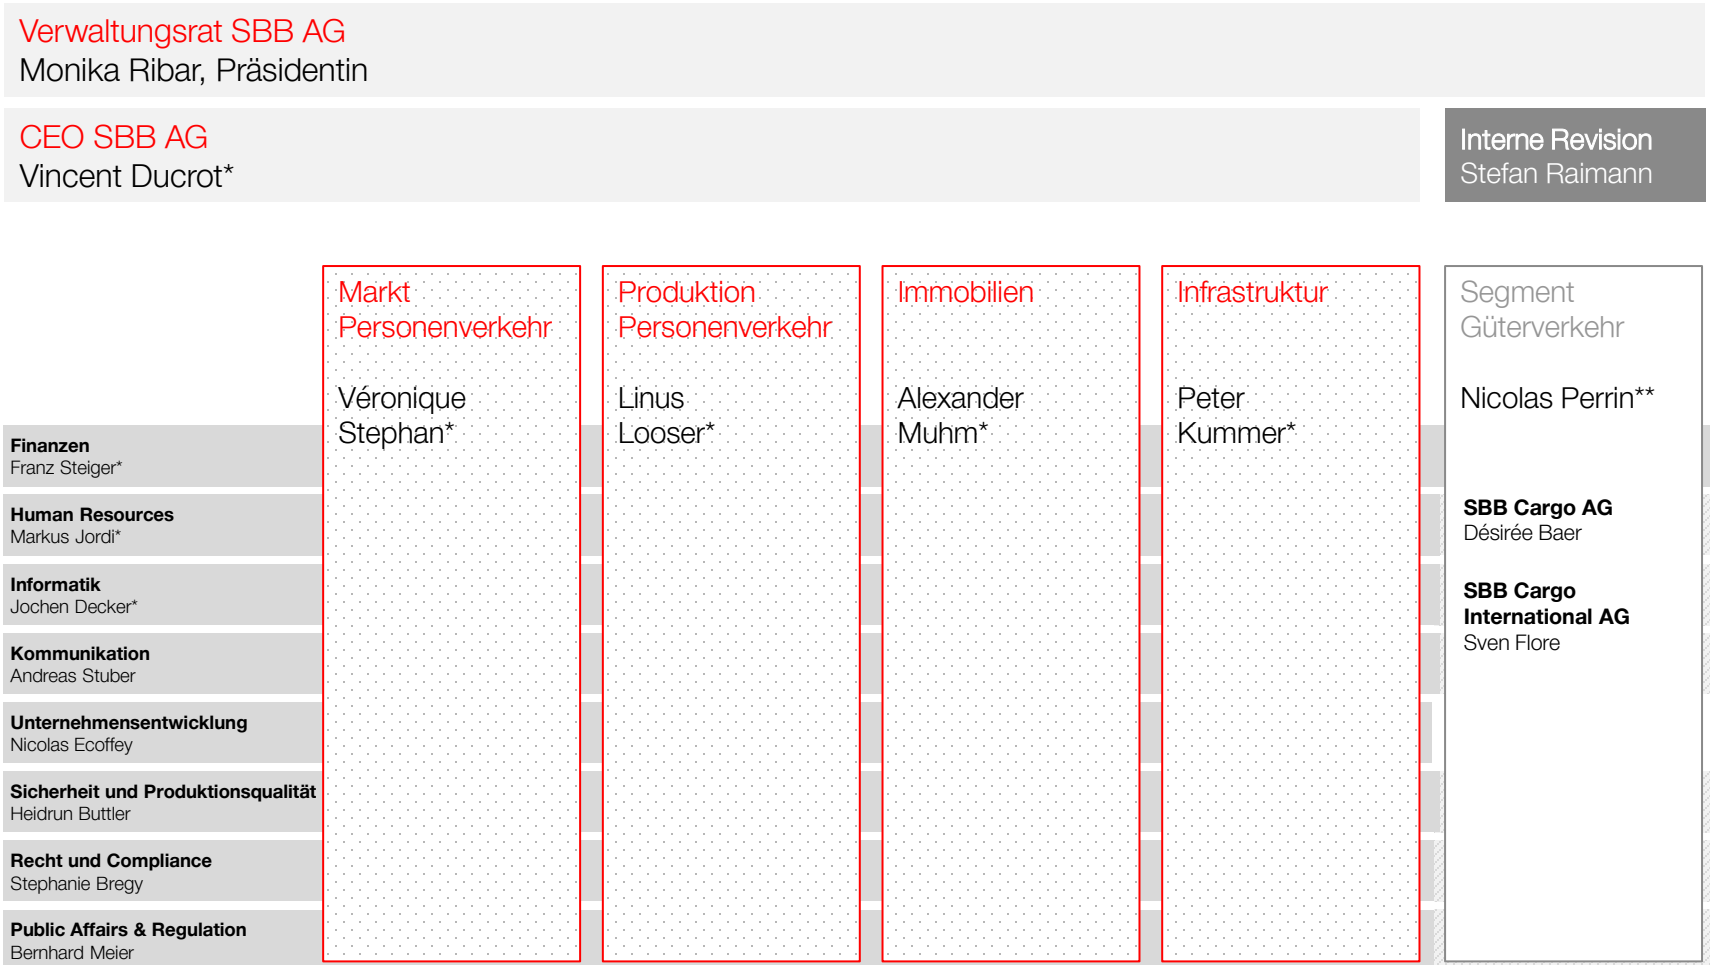 Verwaltungsrat SBB AG
Monika Ribar, Präsidentin
CEO SBB AG
Vincent Ducrot*
Interne Revision
Stefan Raimann
Markt
Personenverkehr
Véronique
Stephan*
Produktion
Personenverkehr
Linus
Looser*
Immobilien
Alexander
Muhm*
Infrastruktur
Peter
Kummer*
Segment
Güterverkehr
Nicolas Perrin**
SBB Cargo AG
Désirée Baer
SBB Cargo
International AG
Sven Flore
Finanzen
Franz Steiger*
Human Resources
Markus Jordi*
Informatik
Jochen Decker*
Kommunikation
Andreas Stuber
Unternehmensentwicklung
Nicolas Ecoffey
Sicherheit und Produktionsqualität
Heidrun Buttler
Recht und Compliance
Stephanie Bregy
Public Affairs & Regulation
Bernhard Meier